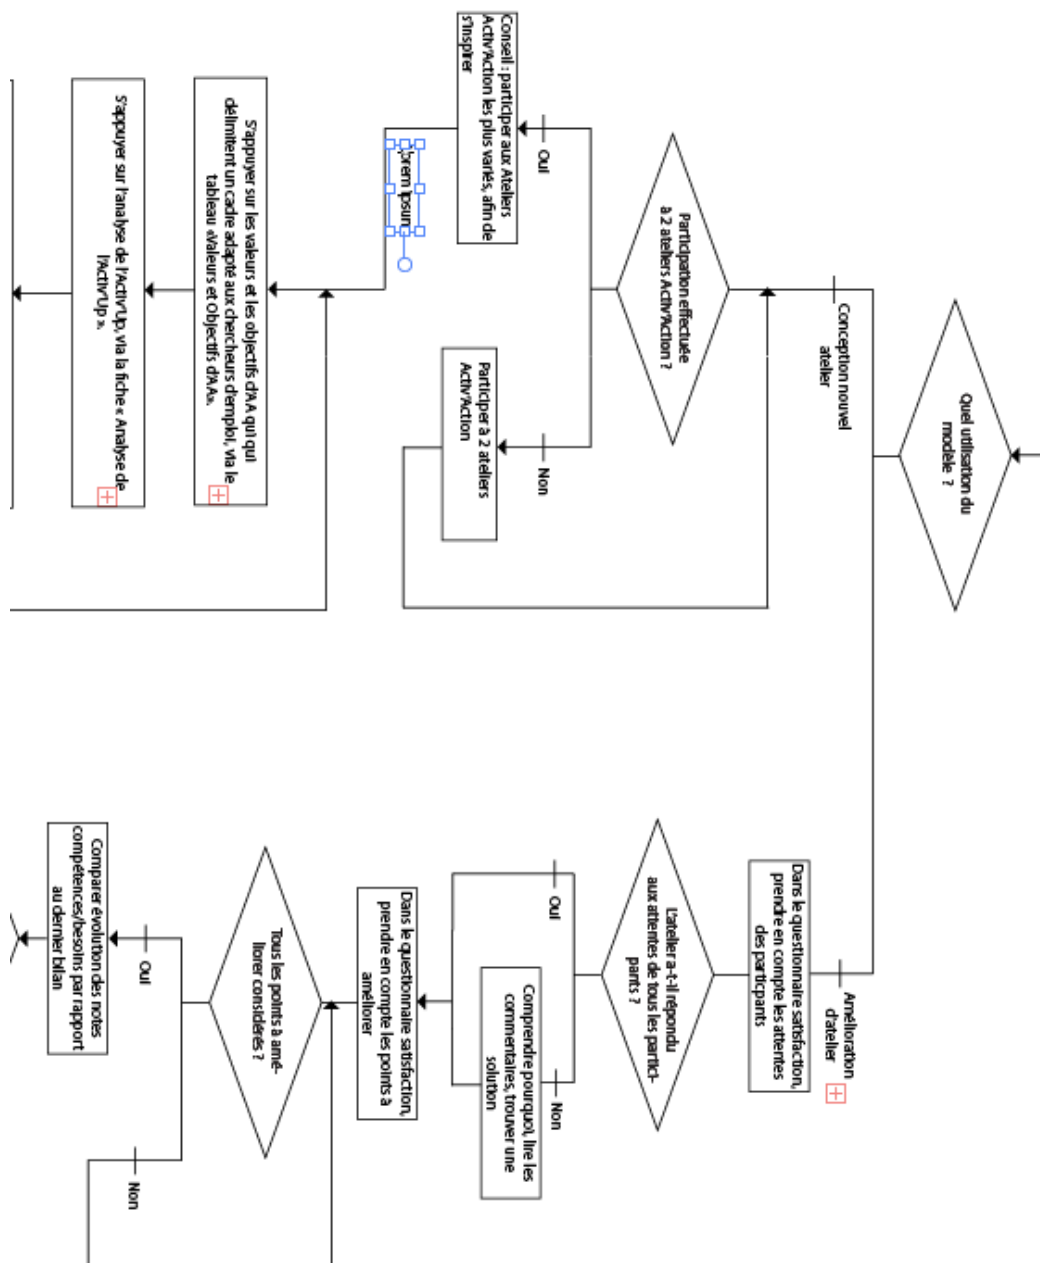 Quel utilisation du
modèle ?
Conception nouvel
atelier
Amélioration
d'atelier
Participation effectuée
à 2 ateliers Activ'Action ?
Oui
Non
Conseil : participer aux Ateliers
Activ'Action les plus variés, afin de
s'inspirer
Participer à 2 ateliers
Activ'Action
orem ipsum
S'appuyer sur les valeurs et les objectifs d'AA qui qui
délimitent un cadre adapté aux chercheurs d'emploi, via le
tableau «Valeurs et Objectifs d'AA».
S'appuyer sur l'analyse de l'Activ'Up, via la fiche « Analyse de
l'Activ'Up ».
Dans le questionnaire satisfaction,
prendre en compte les attentes
des particpants
L'atelier a-t-il répondu
aux attentes de tous les partici-
pants ?
Oui
Non
Comprendre pourquoi, lire les
commentaires, trouver une
solution
Dans le questionnaire satisfaction,
prendre en compte les points à
améliorer
Tous les points à amé-
liorer considérés ?
Oui
Non
Comparer évolution des notes
compétences/besoins par rapport
au dernier bilan